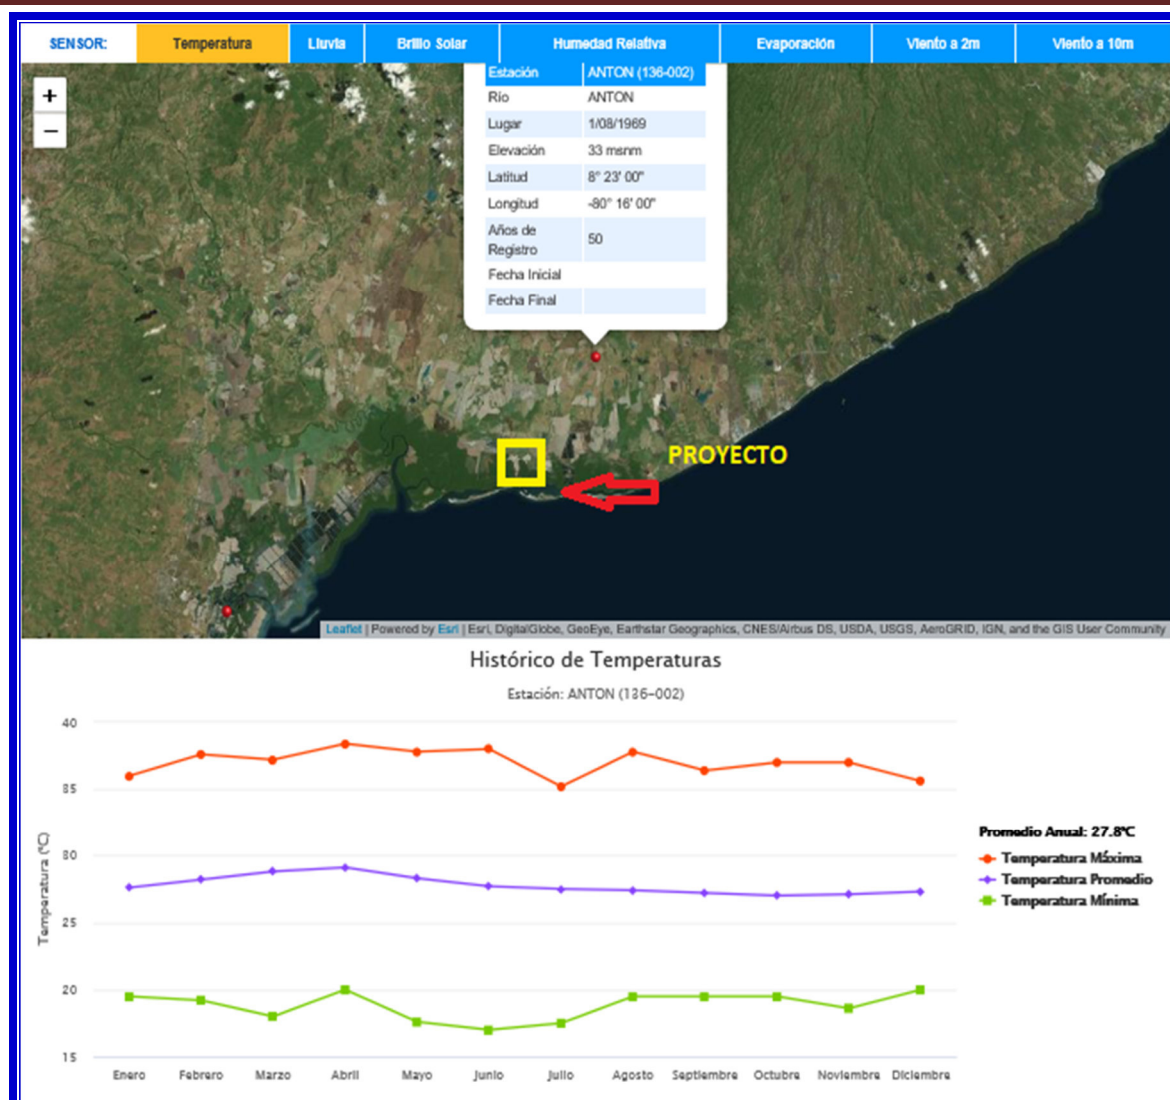 SENSOR: Temperatura Lluvia Brillo Solar Humedad Relativa Evaporación Viento a 2m Viento a 10m
+
−
Estación ANTON (136-002)
Río ANTON
Lugar 1/08/1969
Elevación 33 msnm
Latitud 8° 23' 00"
Longitud -80° 16' 00"
Años de
Registro 50
Fecha Inicial
Fecha Final
PROYECTO
Leaflet | Powered by Esri | Esri, DigitalGlobe, GeoEye, Earthstar Geographics, CNES/Airbus DS, USDA, USGS, AeroGRID, IGN, and the GIS User Community
Histórico de Temperaturas
Estación: ANTON (136-002)
Temperatura (°C)
40
35
30
25
20
15
Enero Febrero Marzo Abril Mayo Junio Julio Agosto Septiembre Octubre Noviembre Diciembre
Promedio Anual: 27.8°C
Temperatura Máxima
Temperatura Promedio
Temperatura Mínima